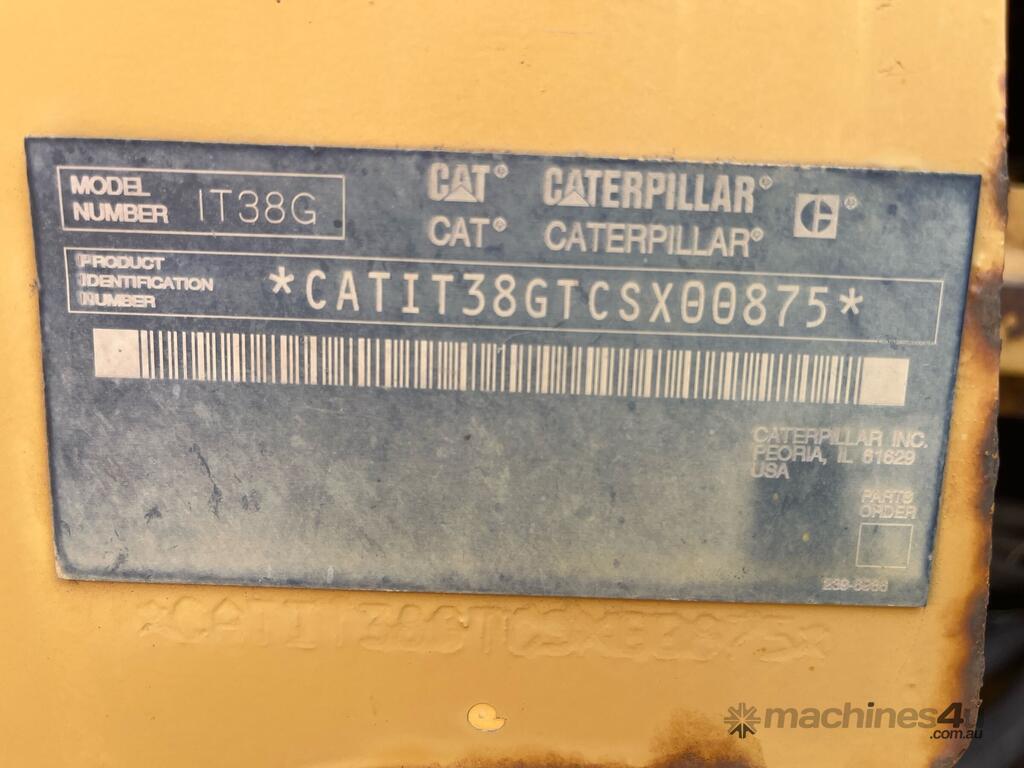 MODEL NUMBER IT38G
CAT® CATERPILLAR® ®
CAT® CATERPILLAR®
PRODUCT IDENTIFICATION NUMBER *CATIT38GTCSX00875*
CATERPILLAR INC.
PEORIA, IL 61629
USA
PARTS
ORDER
machines4u
.com.au